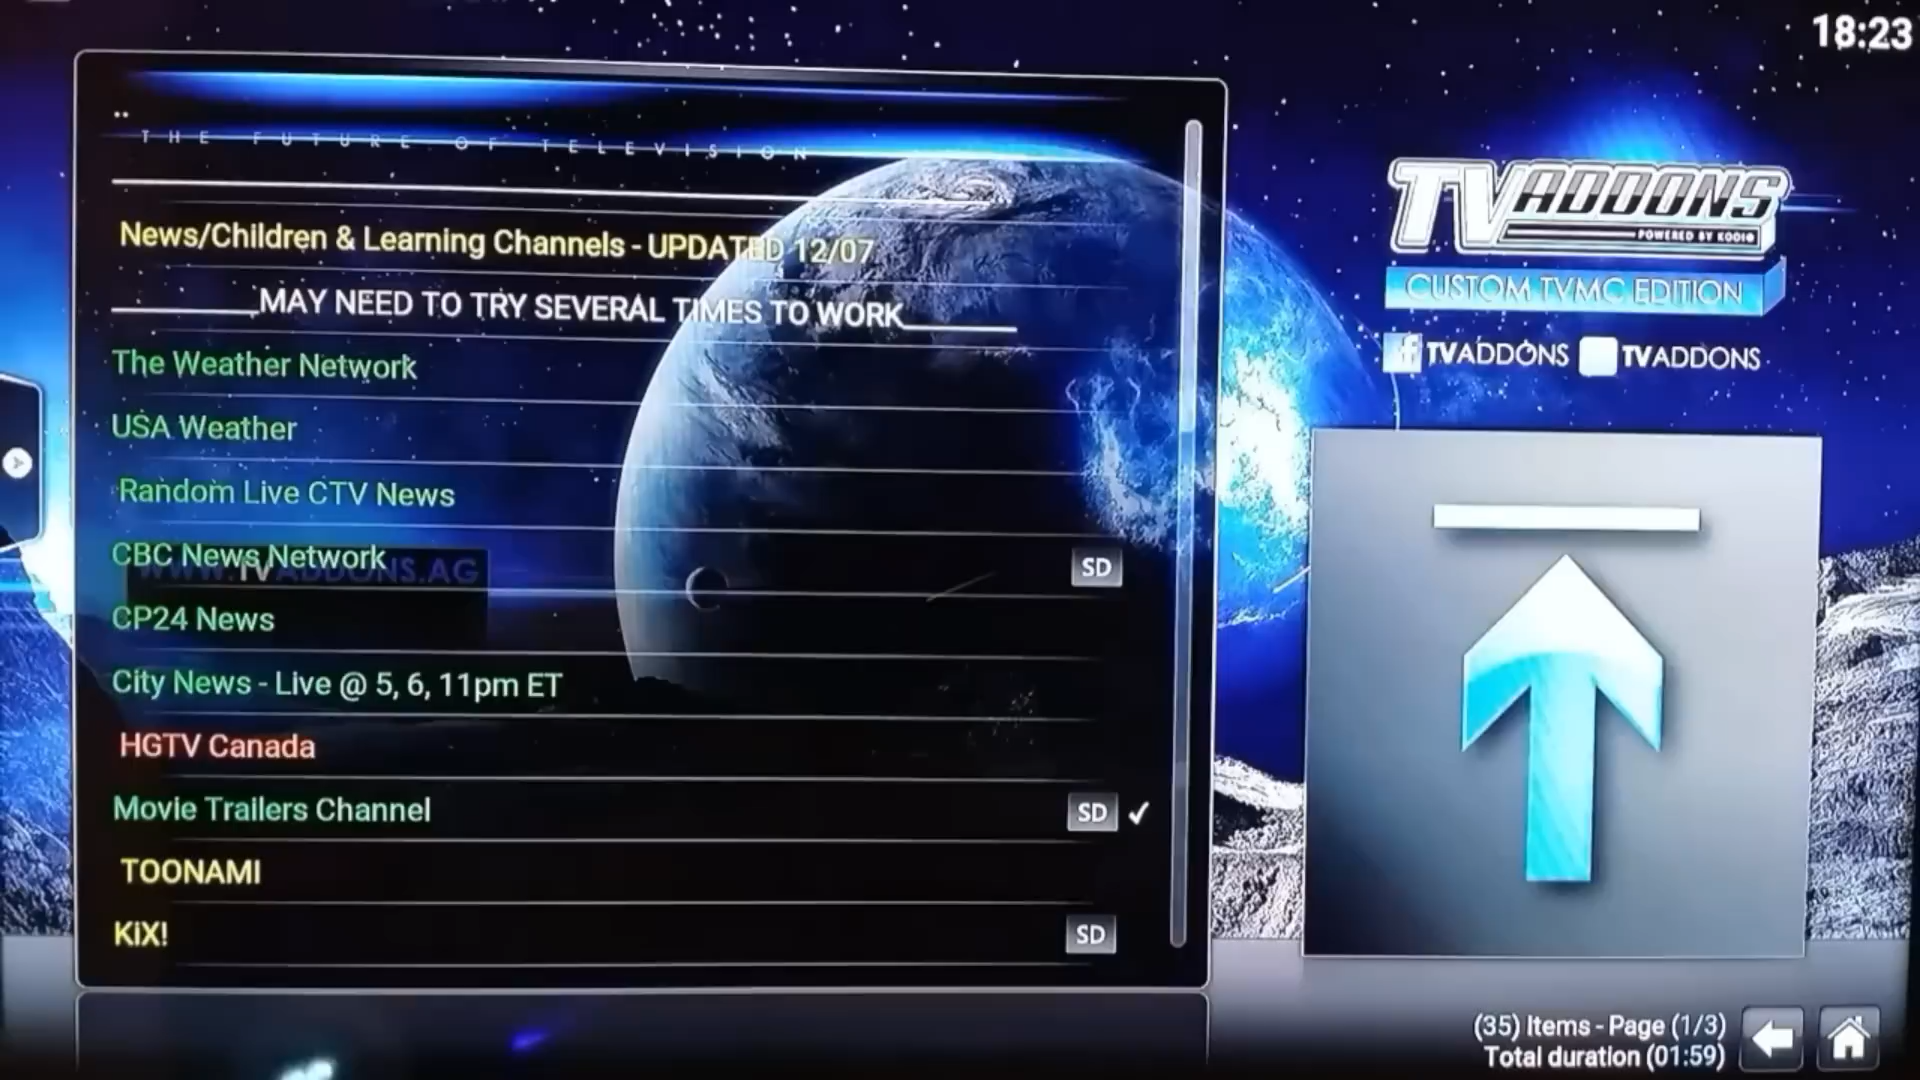 18:23
..
THE FUTURE OF TELEVISION
News/Children & Learning Channels - UPDATED 12/07
MAY NEED TO TRY SEVERAL TIMES TO WORK
The Weather Network
USA Weather
Random Live CTV News
CBC News Network SD
WWW.TVADDONS.AG
CP24 News
City News - Live @ 5, 6, 11pm ET
HGTV Canada
Movie Trailers Channel SD
TOONAMI
KiX! SD
TVADDONS
POWERED BY KODI
CUSTOM TVMC EDITION
f TVADDONS TVADDONS
(35) Items - Page (1/3)
Total duration (01:59)